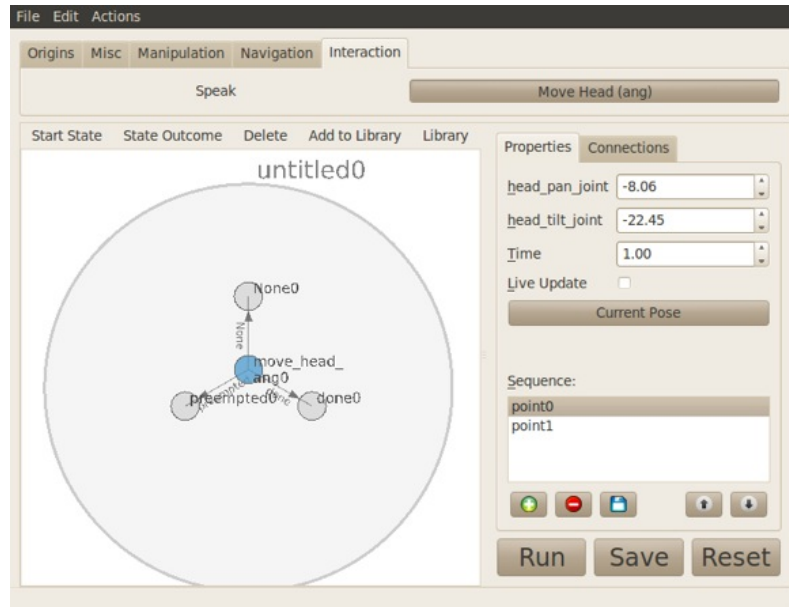 File Edit Actions
Origins Misc Manipulation Navigation Interaction
Speak Move Head (ang)
Start State State Outcome Delete Add to Library Library
untitled0
None0
None
move_head_
ang0
preempted0
preempted
done
done0
Properties Connections
head_pan_joint -8.06
head_tilt_joint -22.45
Time 1.00
Live Update
Current Pose
Sequence:
point0
point1
Run Save Reset